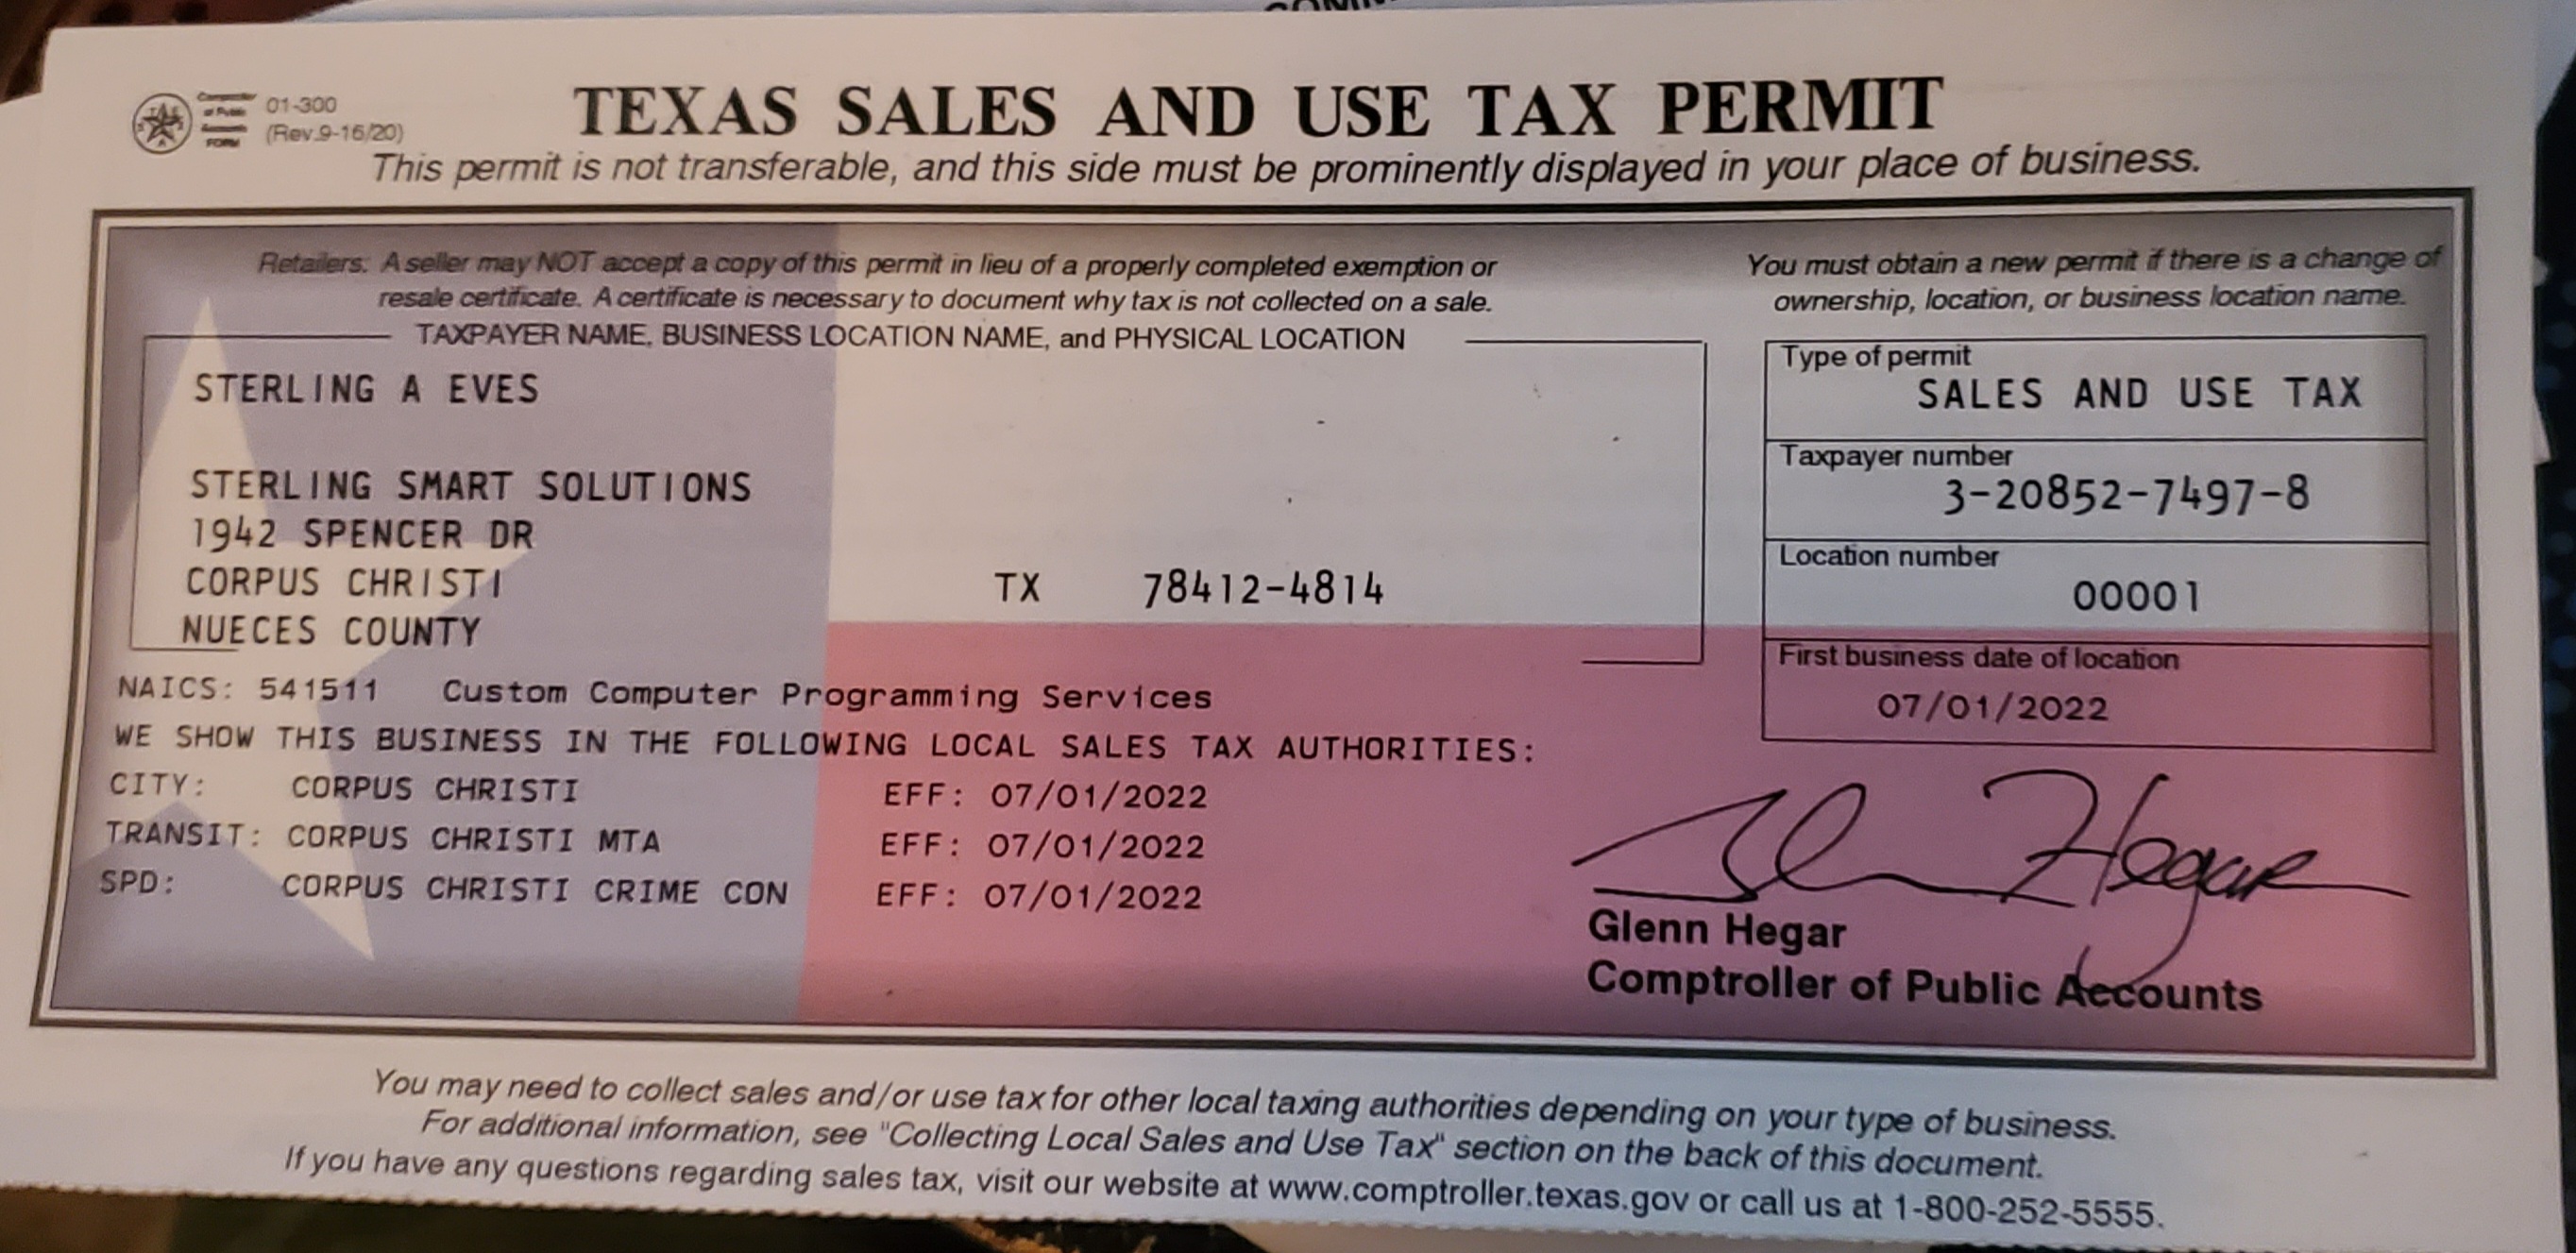 COMM
Comptroller
of Public
Accounts
FORM
01-300
(Rev.9-16/20)
TEXAS SALES AND USE TAX PERMIT
This permit is not transferable, and this side must be prominently displayed in your place of business.
Retailers: A seller may NOT accept a copy of this permit in lieu of a properly completed exemption or
resale certificate. A certificate is necessary to document why tax is not collected on a sale.
You must obtain a new permit if there is a change of
ownership, location, or business location name.
TAXPAYER NAME, BUSINESS LOCATION NAME, and PHYSICAL LOCATION
STERLING A EVES
STERLING SMART SOLUTIONS
1942 SPENCER DR
CORPUS CHRISTI TX 78412-4814
NUECES COUNTY
Type of permit
SALES AND USE TAX
Taxpayer number
3-20852-7497-8
Location number
00001
First business date of location
07/01/2022
NAICS: 541511 Custom Computer Programming Services
WE SHOW THIS BUSINESS IN THE FOLLOWING LOCAL SALES TAX AUTHORITIES:
CITY: CORPUS CHRISTI EFF: 07/01/2022
TRANSIT: CORPUS CHRISTI MTA EFF: 07/01/2022
SPD: CORPUS CHRISTI CRIME CON EFF: 07/01/2022
Glenn Hegar
Glenn Hegar
Comptroller of Public Accounts
You may need to collect sales and/or use tax for other local taxing authorities depending on your type of business.
For additional information, see "Collecting Local Sales and Use Tax" section on the back of this document.
If you have any questions regarding sales tax, visit our website at www.comptroller.texas.gov or call us at 1-800-252-5555.